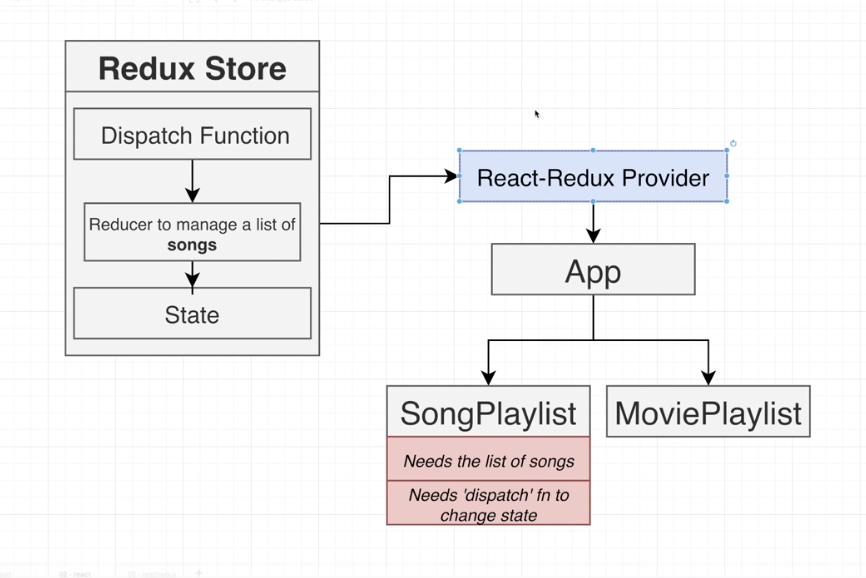 Redux Store
Dispatch Function
Reducer to manage a list of
songs
State
React-Redux Provider
App
SongPlaylist
MoviePlaylist
Needs the list of songs
Needs 'dispatch' fn to
change state